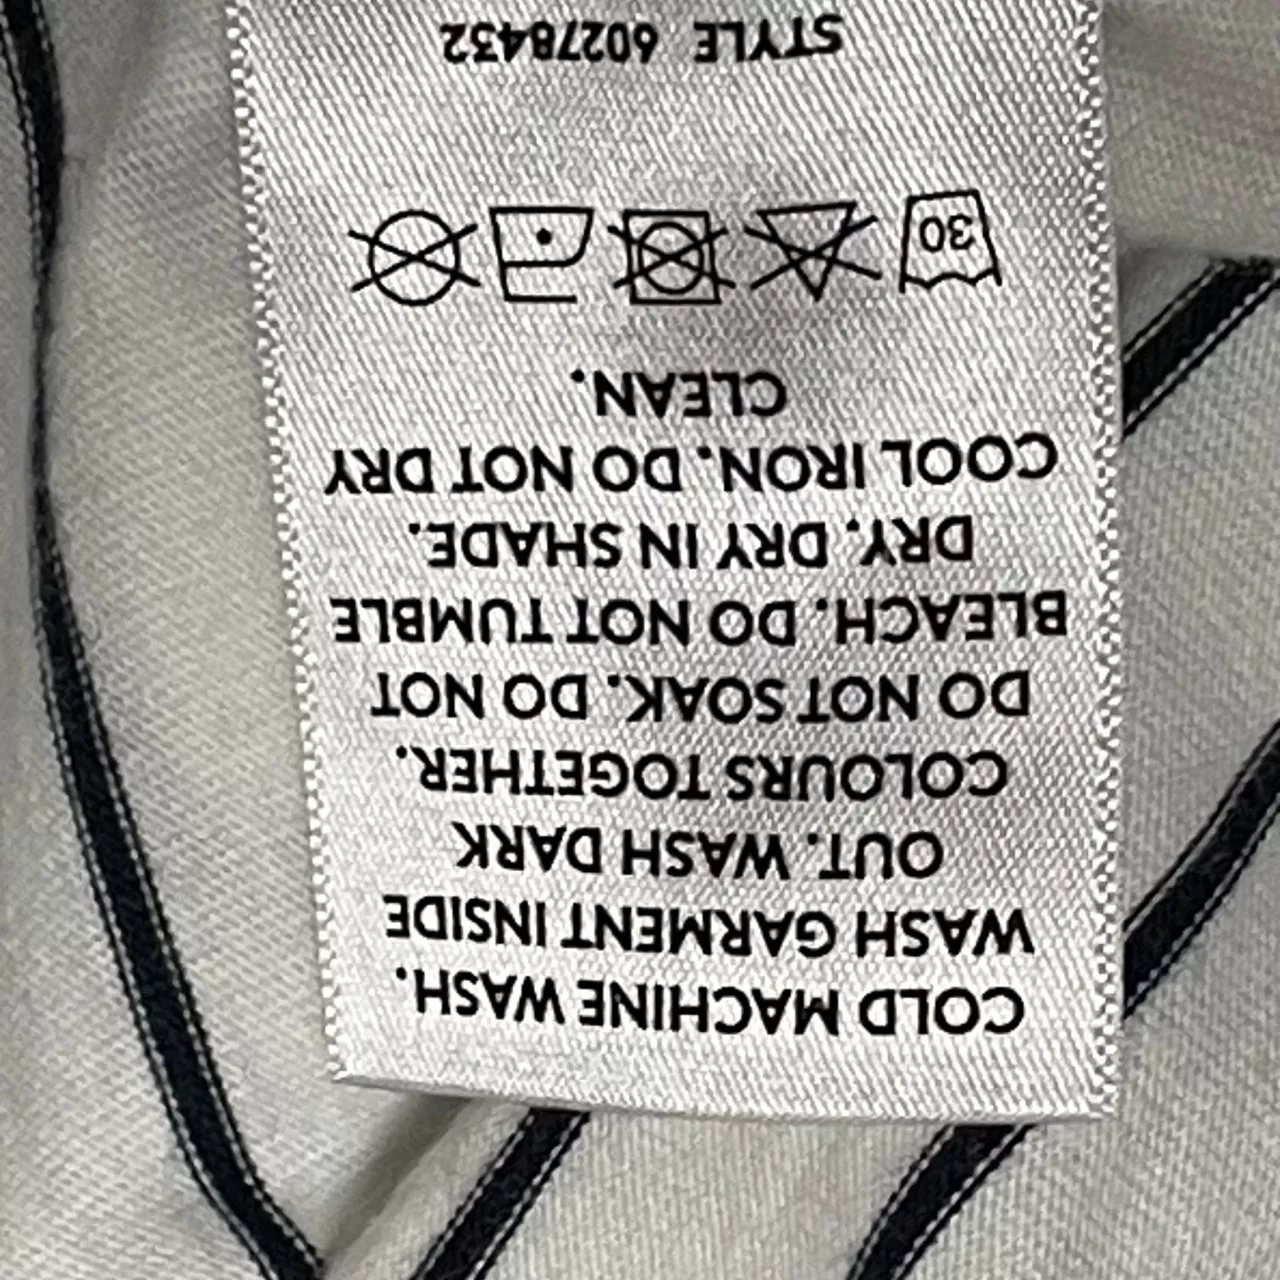 COLD MACHINE WASH.
WASH GARMENT INSIDE
OUT. WASH DARK
COLOURS TOGETHER.
DO NOT SOAK. DO NOT
BLEACH. DO NOT TUMBLE
DRY. DRY IN SHADE.
COOL IRON. DO NOT DRY
CLEAN.
30
STYLE 60278432